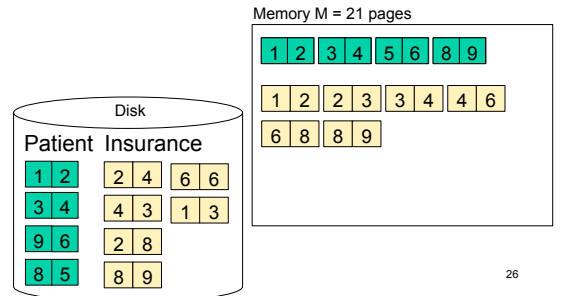 Memory M = 21 pages
1 2 3 4 5 6 8 9
1 2 2 3 3 4 4 6
6 8 8 9
Disk
Patient Insurance
1 2 2 4 6 6
3 4 4 3 1 3
9 6 2 8
8 5 8 9
26